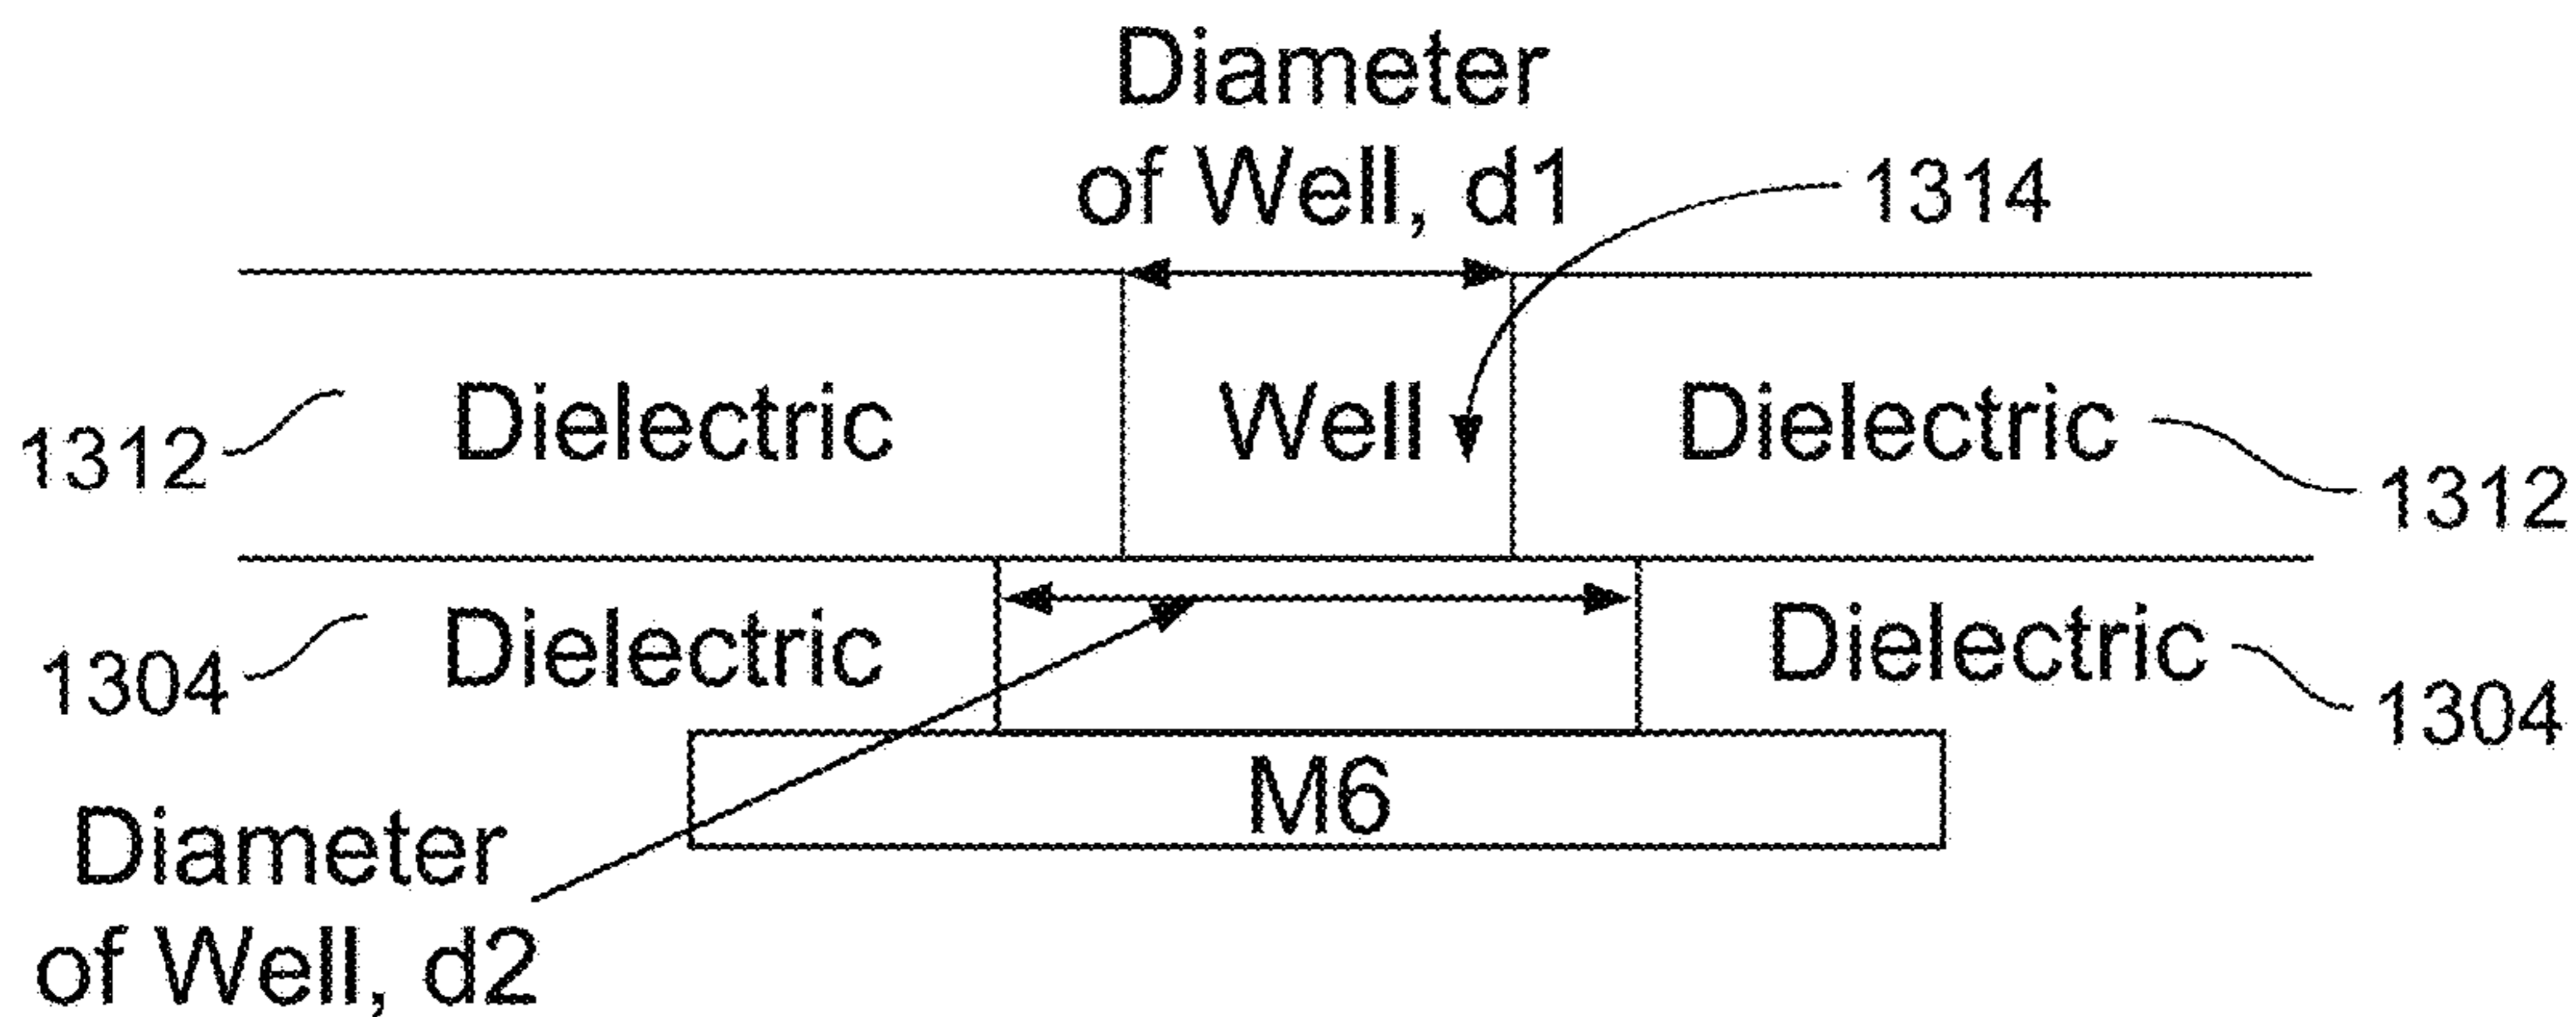 Diameter
of Well, d1
1314
1312
Dielectric
Well
Dielectric
1312
1304
Dielectric
Dielectric
1304
M6
Diameter
of Well, d2